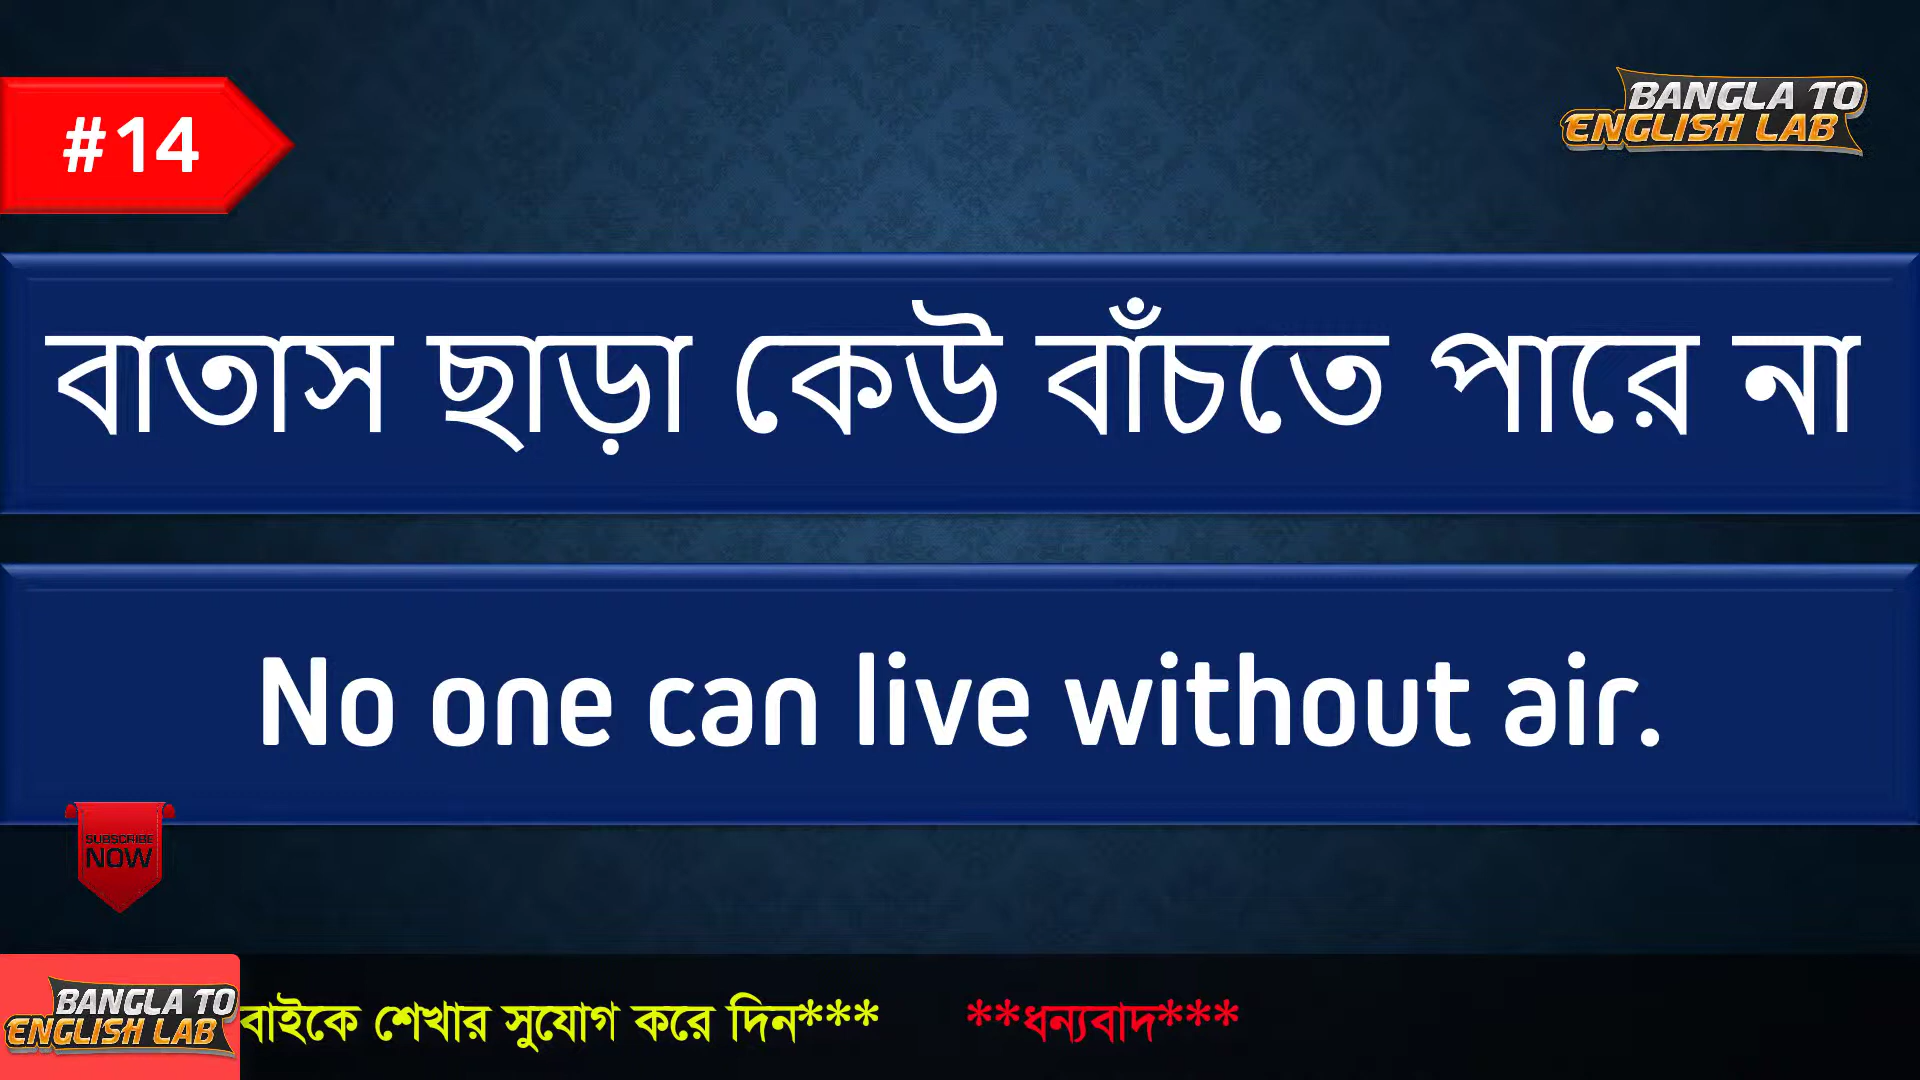 #14
BANGLA TO
ENGLISH LAB
বাতাস ছাড়া কেউ বাঁচতে পারে না
No one can live without air.
SUBSCRIBE
NOW
BANGLA TO
ENGLISH LAB
বাইকে শেখার সুযোগ করে দিন*** **ধন্যবাদ***